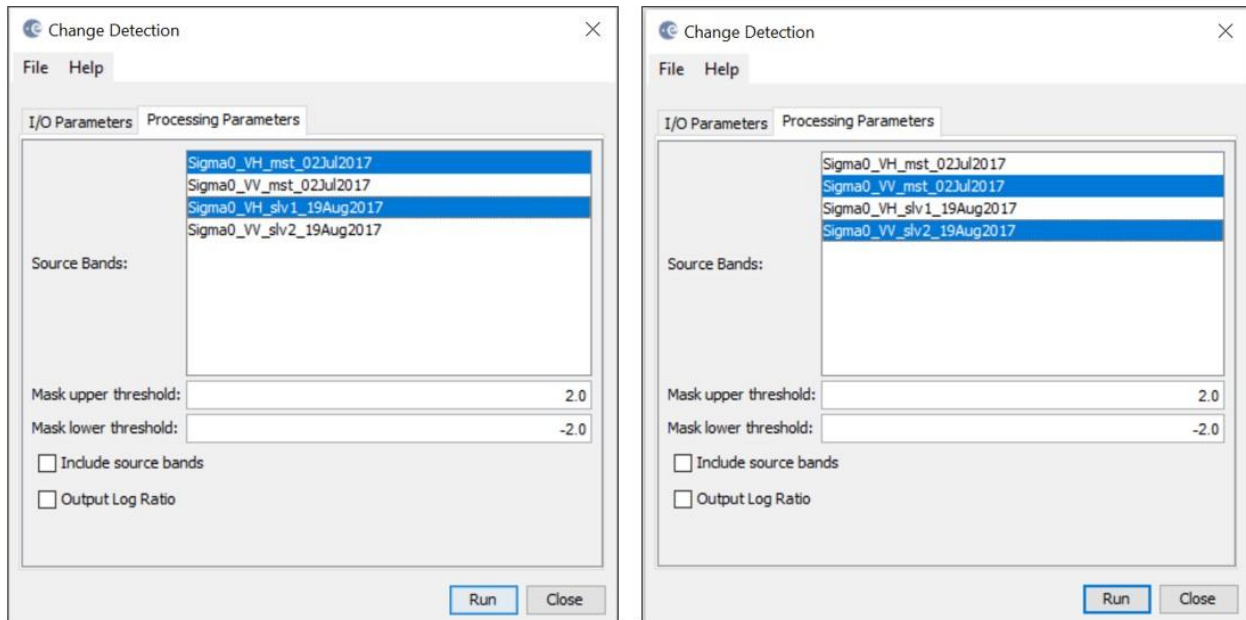 Change Detection
File Help
I/O Parameters Processing Parameters
Source Bands:
Sigma0_VH_mst_02Jul2017
Sigma0_VV_mst_02Jul2017
Sigma0_VH_slv1_19Aug2017
Sigma0_VV_slv2_19Aug2017
Mask upper threshold: 2.0
Mask lower threshold: -2.0
Include source bands
Output Log Ratio
Run Close
Change Detection
File Help
I/O Parameters Processing Parameters
Source Bands:
Sigma0_VH_mst_02Jul2017
Sigma0_VV_mst_02Jul2017
Sigma0_VH_slv1_19Aug2017
Sigma0_VV_slv2_19Aug2017
Mask upper threshold: 2.0
Mask lower threshold: -2.0
Include source bands
Output Log Ratio
Run Close